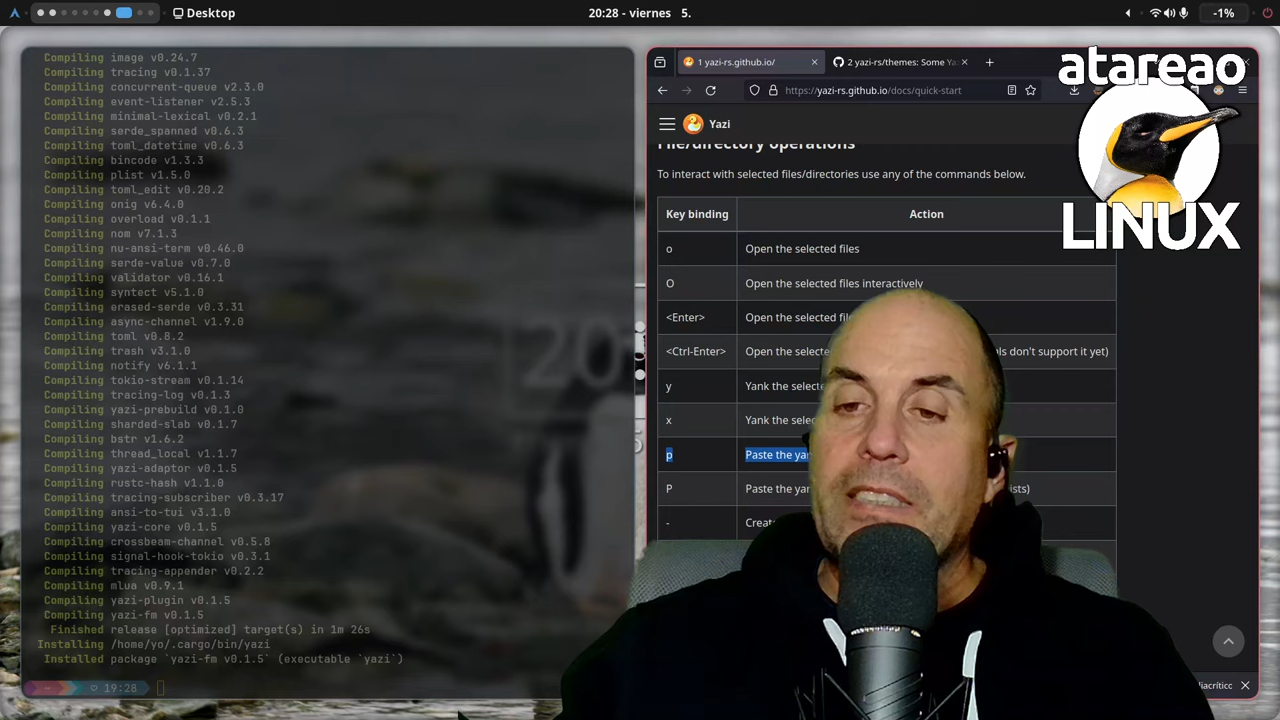 Desktop
20:28 - viernes 5.
-1%
Compiling image v0.24.7
Compiling tracing v0.1.37
Compiling concurrent-queue v2.3.0
Compiling event-listener v2.5.3
Compiling minimal-lexical v0.2.1
Compiling serde_spanned v0.6.3
Compiling toml_datetime v0.6.3
Compiling bincode v1.3.3
Compiling plist v1.5.0
Compiling toml_edit v0.20.2
Compiling onig v6.4.0
Compiling overload v0.1.1
Compiling nom v7.1.3
Compiling nu-ansi-term v0.46.0
Compiling serde-value v0.7.0
Compiling validator v0.16.1
Compiling syntect v5.1.0
Compiling erased-serde v0.3.31
Compiling async-channel v1.9.0
Compiling toml v0.8.2
Compiling trash v3.1.0
Compiling notify v6.1.1
Compiling tokio-stream v0.1.14
Compiling tracing-log v0.1.3
Compiling yazi-prebuild v0.1.0
Compiling sharded-slab v0.1.7
Compiling bstr v1.6.2
Compiling thread_local v1.1.7
Compiling yazi-adaptor v0.1.5
Compiling rustc-hash v1.1.0
Compiling tracing-subscriber v0.3.17
Compiling ansi-to-tui v3.1.0
Compiling yazi-core v0.1.5
Compiling crossbeam-channel v0.5.8
Compiling signal-hook-tokio v0.3.1
Compiling tracing-appender v0.2.2
Compiling mlua v0.9.1
Compiling yazi-plugin v0.1.5
Compiling yazi-fm v0.1.5
Finished release [optimized] target(s) in 1m 26s
Installing /home/yo/.cargo/bin/yazi
Installed package `yazi-fm v0.1.5` (executable `yazi`)
~ 19:28
20
5
1 yazi-rs.github.io/
2 yazi-rs/themes: Some Ya
https://yazi-rs.github.io/docs/quick-start
Yazi
File/directory operations
To interact with selected files/directories use any of the commands below.
Key binding Action
o Open the selected files
O Open the selected files interactively
<Enter> Open the selected fil
<Ctrl-Enter> Open the selecte ls don't support it yet)
y Yank the selecte
x Yank the selec
p Paste the yan
P Paste the yan ists)
- Creat
diacrítico
atareao
LINUX